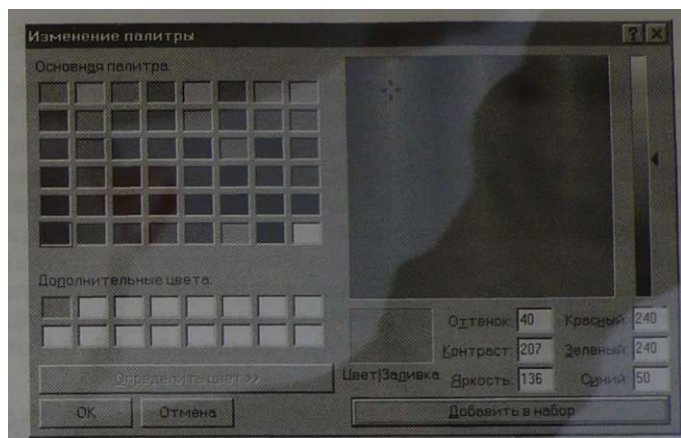 Изменение палитры
Основная палитра:
Дополнительные цвета:
Определить цвет >>
ОК
Отмена
Цвет|Заливка
Оттенок: 40
Контраст: 207
Яркость: 136
Красный: 240
Зеленый: 240
Синий: 50
Добавить в набор